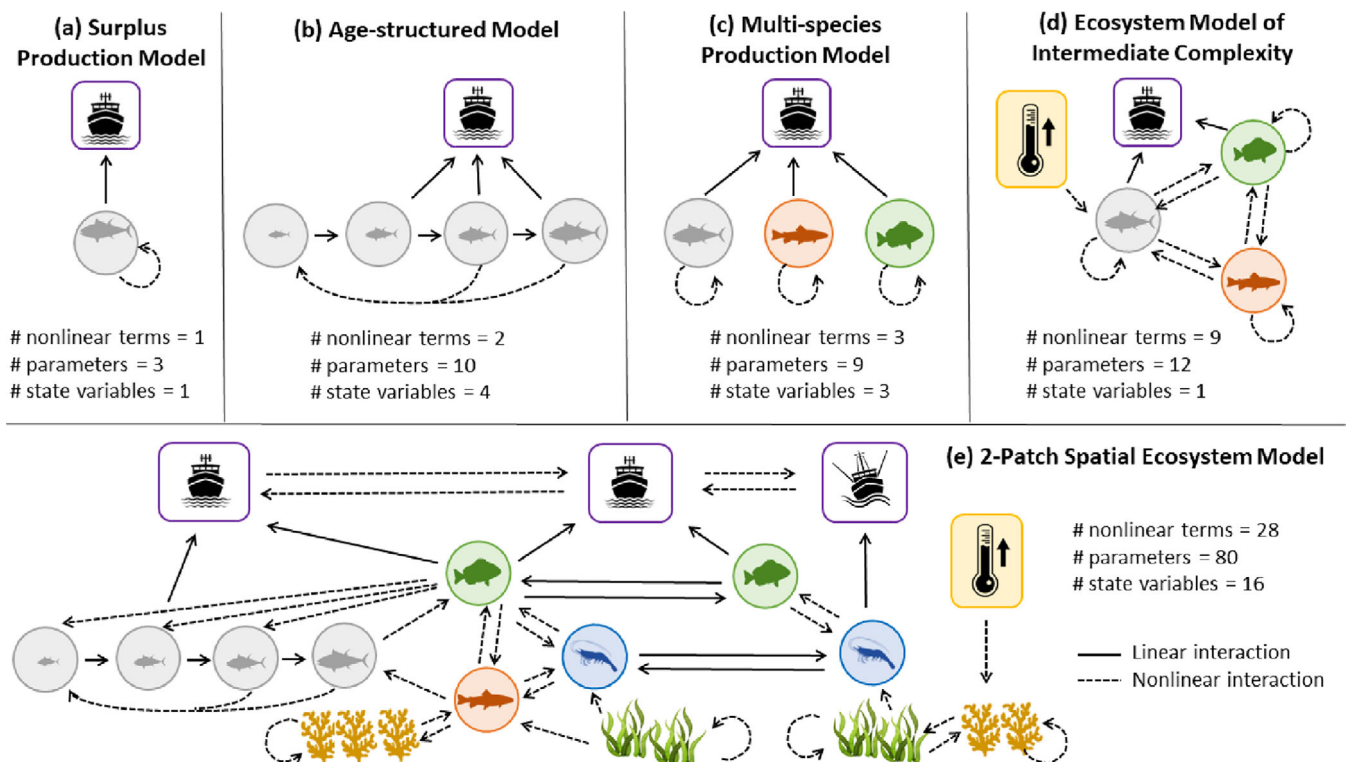 (a) Surplus
Production Model
# nonlinear terms = 1
# parameters = 3
# state variables = 1
(b) Age-structured Model
# nonlinear terms = 2
# parameters = 10
# state variables = 4
(c) Multi-species
Production Model
# nonlinear terms = 3
# parameters = 9
# state variables = 3
(d) Ecosystem Model of
Intermediate Complexity
# nonlinear terms = 9
# parameters = 12
# state variables = 1
(e) 2-Patch Spatial Ecosystem Model
# nonlinear terms = 28
# parameters = 80
# state variables = 16
Linear interaction
Nonlinear interaction